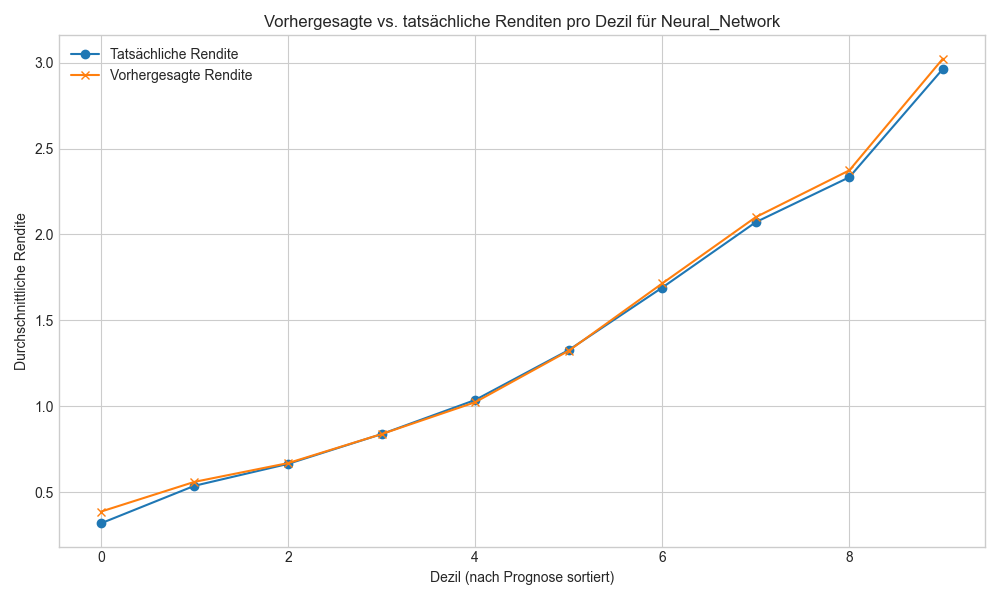 Vorhergesagte vs. tatsächliche Renditen pro Dezil für Neural_Network
Tatsächliche Rendite
Vorhergesagte Rendite
3.0
2.5
2.0
1.5
1.0
0.5
Durchschnittliche Rendite
0 2 4 6 8
Dezil (nach Prognose sortiert)